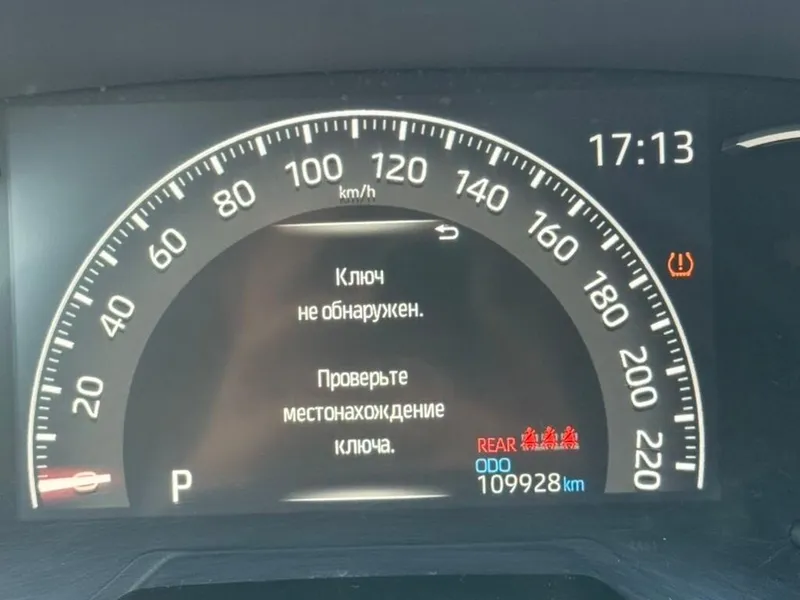 17:13
100
120
km/h
80
140
60
160
40
180
20
200
0
220
Ключ
не обнаружен.
Проверьте
местонахождение
ключа.
P
REAR
ODO
109928 km